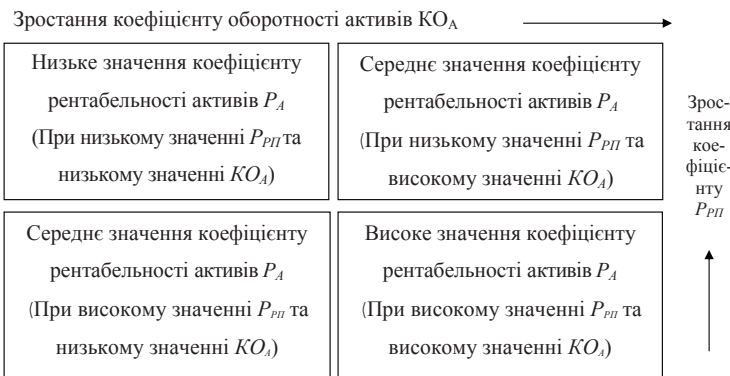 Зростання коефіцієнту оборотності активів КОА
Низьке значення коефіцієнту
рентабельності активів РА
(При низькому значенні РРП та
низькому значенні КОА)
Середнє значення коефіцієнту
рентабельності активів РА
(При низькому значенні РРП та
високому значенні КОА)
Зрос-
тання
кое-
фіціє-
нту
РРП
Середнє значення коефіцієнту
рентабельності активів РА
(При високому значенні РРП та
низькому значенні КОА)
Високе значення коефіцієнту
рентабельності активів РА
(При високому значенні РРП та
високому значенні КОА)